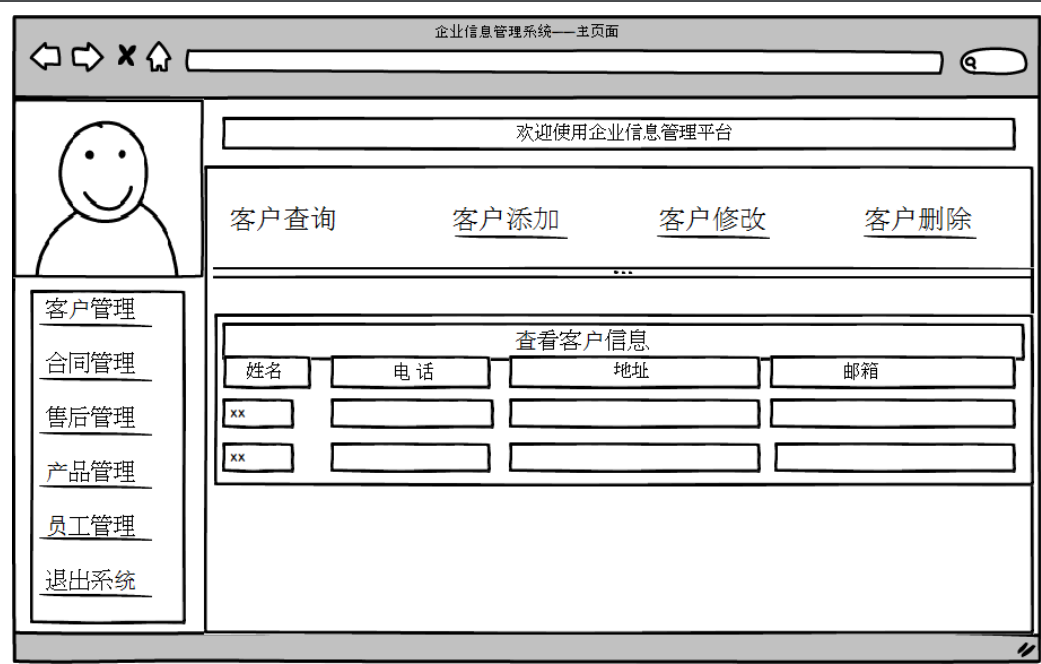 企业信息管理系统——主页面
欢迎使用企业信息管理平台
客户查询 客户添加 客户修改 客户删除
客户管理
合同管理
售后管理
产品管理
员工管理
退出系统
查看客户信息
姓名 电 话 地址 邮箱
xx
xx